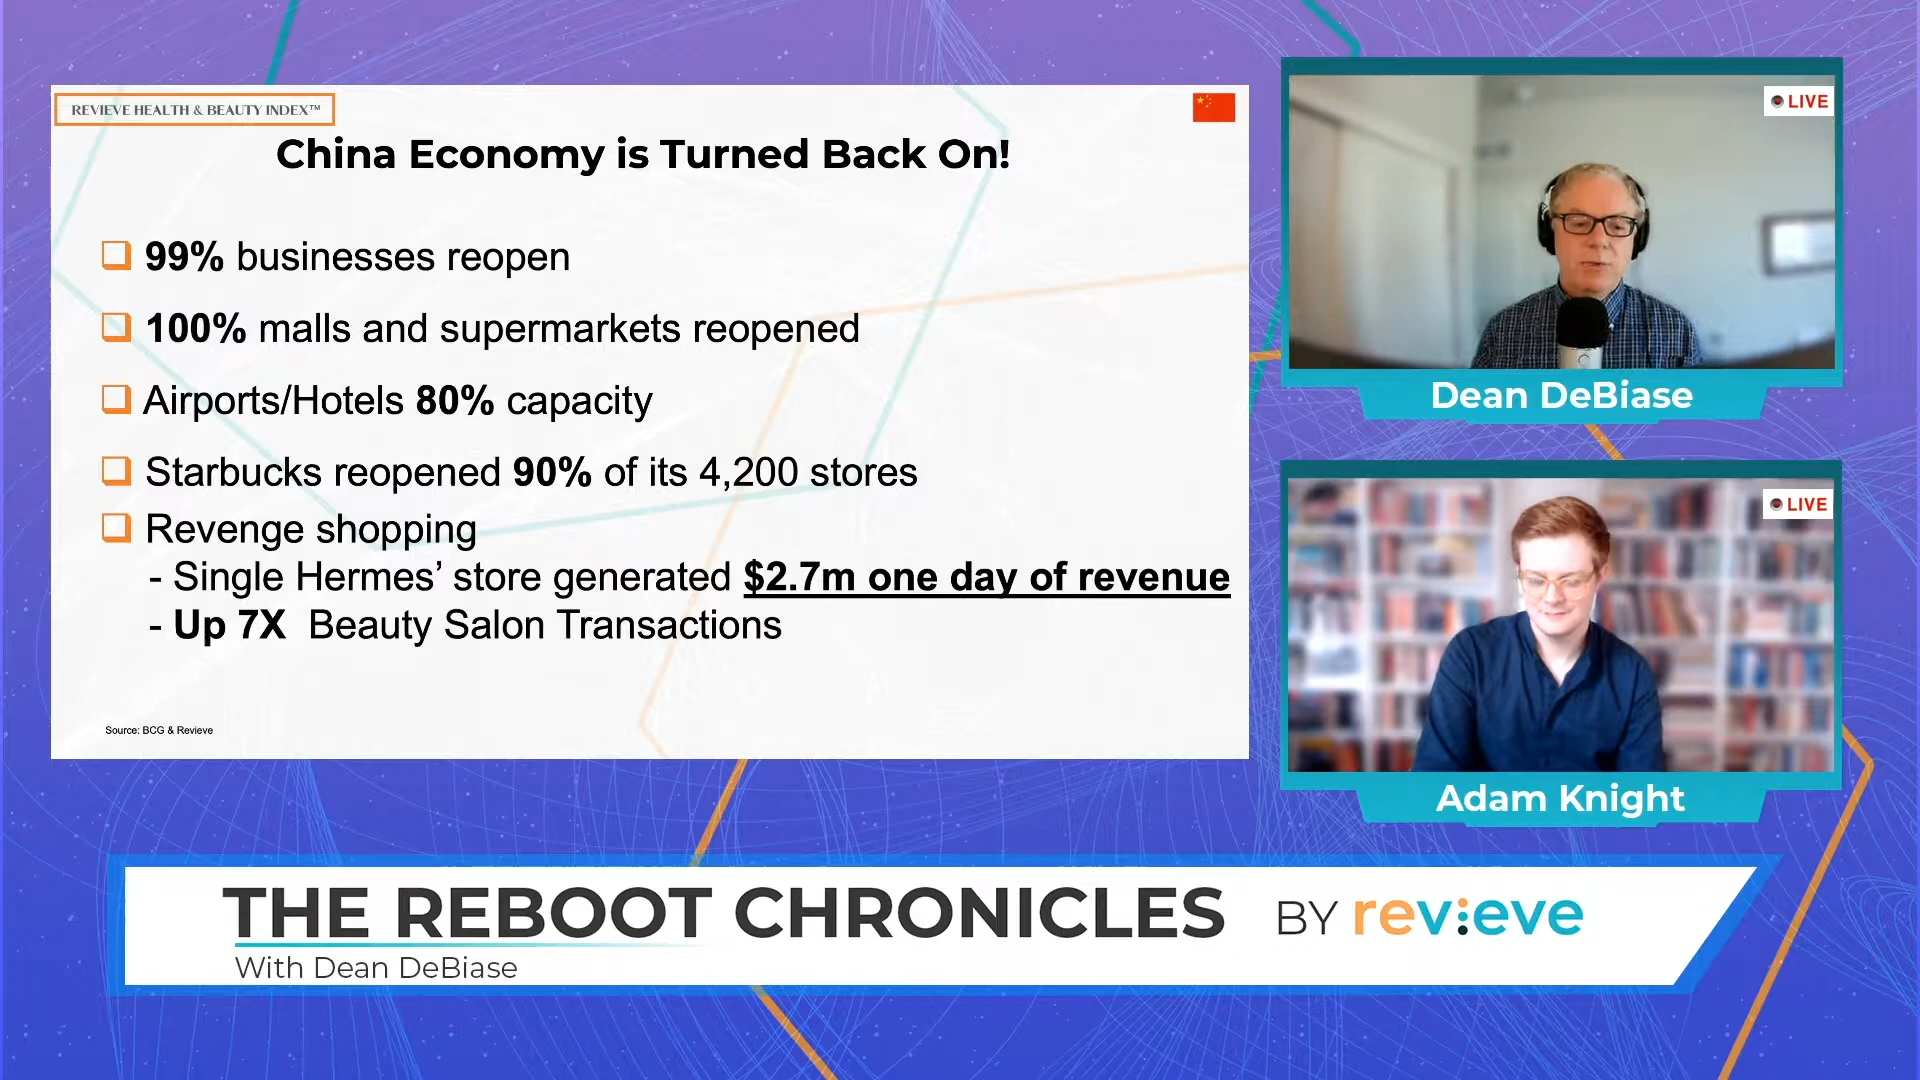 REVIEVE HEALTH & BEAUTY INDEX™
China Economy is Turned Back On!
99% businesses reopen
100% malls and supermarkets reopened
Airports/Hotels 80% capacity
Starbucks reopened 90% of its 4,200 stores
Revenge shopping
- Single Hermes’ store generated $2.7m one day of revenue
- Up 7X Beauty Salon Transactions
Source: BCG & Revieve
LIVE
Dean DeBiase
LIVE
Adam Knight
THE REBOOT CHRONICLES BY revieve
With Dean DeBiase